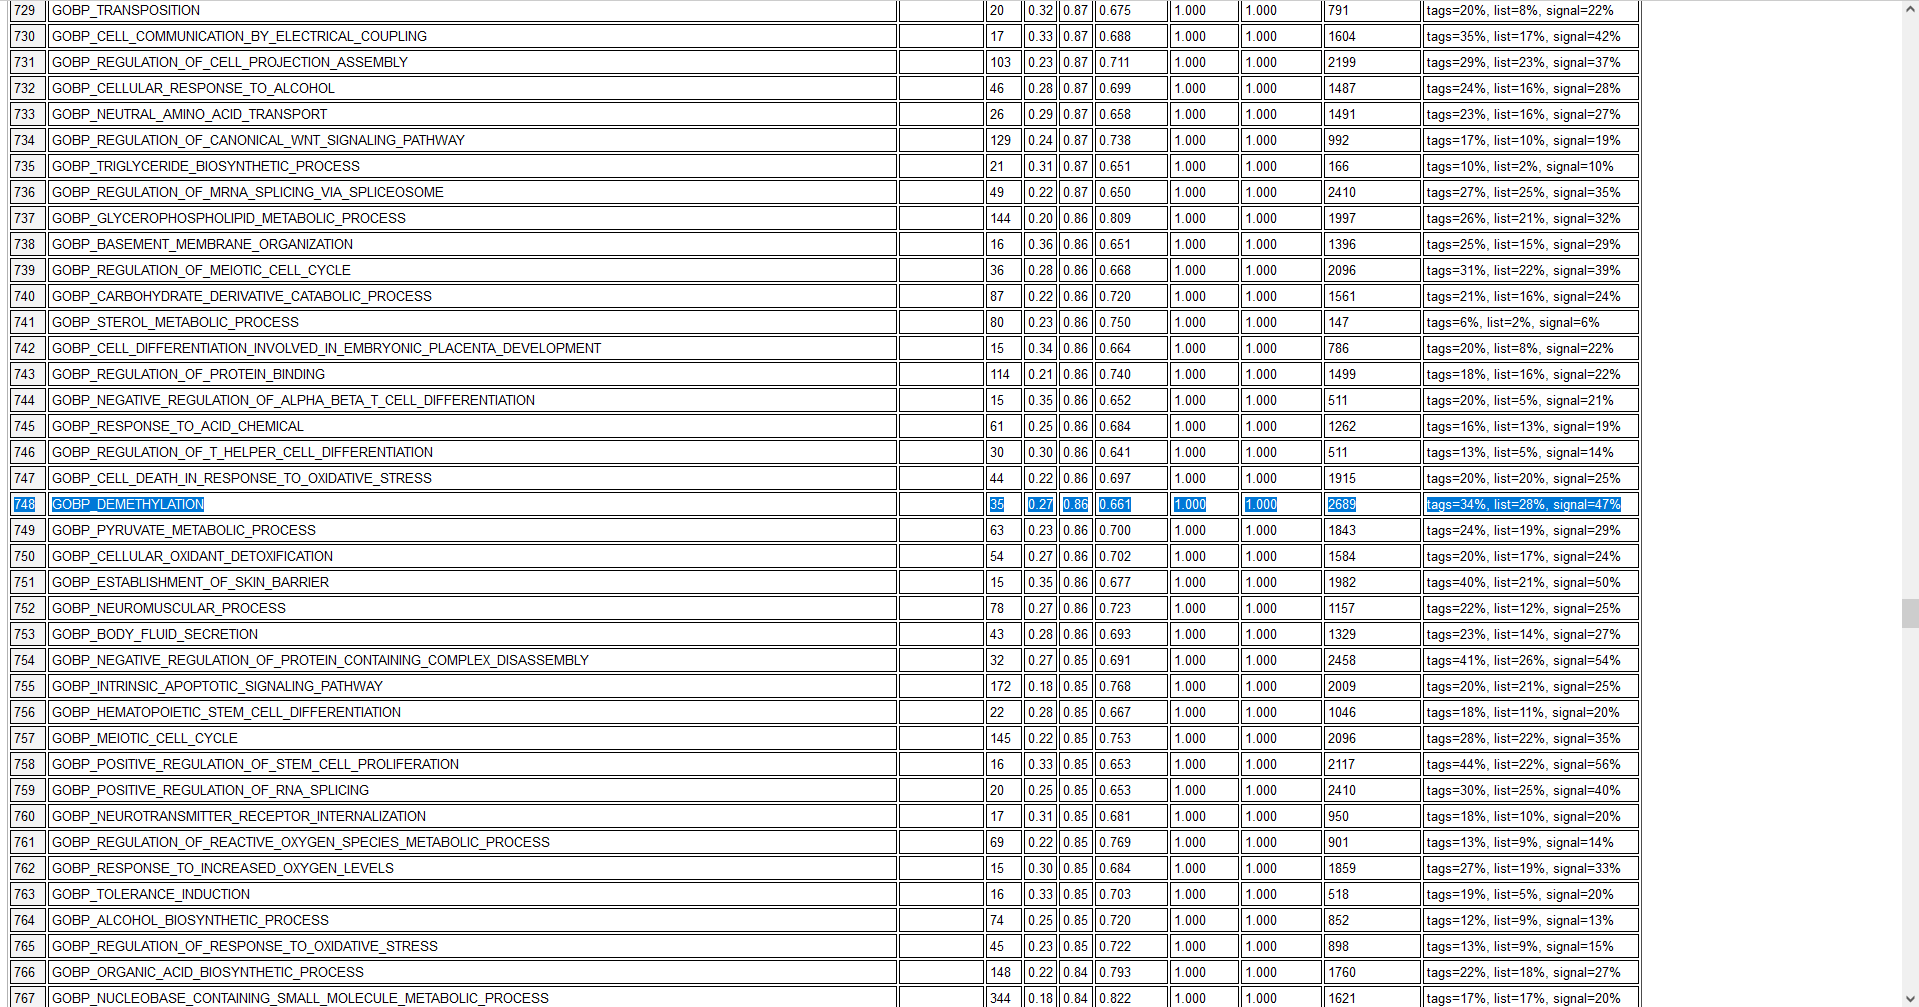 729 GOBP_TRANSPOSITION 20 0.32 0.87 0.675 1.000 1.000 791 tags=20%, list=8%, signal=22%
730 GOBP_CELL_COMMUNICATION_BY_ELECTRICAL_COUPLING 17 0.33 0.87 0.688 1.000 1.000 1604 tags=35%, list=17%, signal=42%
731 GOBP_REGULATION_OF_CELL_PROJECTION_ASSEMBLY 103 0.23 0.87 0.711 1.000 1.000 2199 tags=29%, list=23%, signal=37%
732 GOBP_CELLULAR_RESPONSE_TO_ALCOHOL 46 0.28 0.87 0.699 1.000 1.000 1487 tags=24%, list=16%, signal=28%
733 GOBP_NEUTRAL_AMINO_ACID_TRANSPORT 26 0.29 0.87 0.658 1.000 1.000 1491 tags=23%, list=16%, signal=27%
734 GOBP_REGULATION_OF_CANONICAL_WNT_SIGNALING_PATHWAY 129 0.24 0.87 0.738 1.000 1.000 992 tags=17%, list=10%, signal=19%
735 GOBP_TRIGLYCERIDE_BIOSYNTHETIC_PROCESS 21 0.31 0.87 0.651 1.000 1.000 166 tags=10%, list=2%, signal=10%
736 GOBP_REGULATION_OF_MRNA_SPLICING_VIA_SPLICEOSOME 49 0.22 0.87 0.650 1.000 1.000 2410 tags=27%, list=25%, signal=35%
737 GOBP_GLYCEROPHOSPHOLIPID_METABOLIC_PROCESS 144 0.20 0.86 0.809 1.000 1.000 1997 tags=26%, list=21%, signal=32%
738 GOBP_BASEMENT_MEMBRANE_ORGANIZATION 16 0.36 0.86 0.651 1.000 1.000 1396 tags=25%, list=15%, signal=29%
739 GOBP_REGULATION_OF_MEIOTIC_CELL_CYCLE 36 0.28 0.86 0.668 1.000 1.000 2096 tags=31%, list=22%, signal=39%
740 GOBP_CARBOHYDRATE_DERIVATIVE_CATABOLIC_PROCESS 87 0.22 0.86 0.720 1.000 1.000 1561 tags=21%, list=16%, signal=24%
741 GOBP_STEROL_METABOLIC_PROCESS 80 0.23 0.86 0.750 1.000 1.000 147 tags=6%, list=2%, signal=6%
742 GOBP_CELL_DIFFERENTIATION_INVOLVED_IN_EMBRYONIC_PLACENTA_DEVELOPMENT 15 0.34 0.86 0.664 1.000 1.000 786 tags=20%, list=8%, signal=22%
743 GOBP_REGULATION_OF_PROTEIN_BINDING 114 0.21 0.86 0.740 1.000 1.000 1499 tags=18%, list=16%, signal=22%
744 GOBP_NEGATIVE_REGULATION_OF_ALPHA_BETA_T_CELL_DIFFERENTIATION 15 0.35 0.86 0.652 1.000 1.000 511 tags=20%, list=5%, signal=21%
745 GOBP_RESPONSE_TO_ACID_CHEMICAL 61 0.25 0.86 0.684 1.000 1.000 1262 tags=16%, list=13%, signal=19%
746 GOBP_REGULATION_OF_T_HELPER_CELL_DIFFERENTIATION 30 0.30 0.86 0.641 1.000 1.000 511 tags=13%, list=5%, signal=14%
747 GOBP_CELL_DEATH_IN_RESPONSE_TO_OXIDATIVE_STRESS 44 0.22 0.86 0.697 1.000 1.000 1915 tags=20%, list=20%, signal=25%
748 GOBP_DEMETHYLATION 35 0.27 0.86 0.661 1.000 1.000 2689 tags=34%, list=28%, signal=47%
749 GOBP_PYRUVATE_METABOLIC_PROCESS 63 0.23 0.86 0.700 1.000 1.000 1843 tags=24%, list=19%, signal=29%
750 GOBP_CELLULAR_OXIDANT_DETOXIFICATION 54 0.27 0.86 0.702 1.000 1.000 1584 tags=20%, list=17%, signal=24%
751 GOBP_ESTABLISHMENT_OF_SKIN_BARRIER 15 0.35 0.86 0.677 1.000 1.000 1982 tags=40%, list=21%, signal=50%
752 GOBP_NEUROMUSCULAR_PROCESS 78 0.27 0.86 0.723 1.000 1.000 1157 tags=22%, list=12%, signal=25%
753 GOBP_BODY_FLUID_SECRETION 43 0.28 0.86 0.693 1.000 1.000 1329 tags=23%, list=14%, signal=27%
754 GOBP_NEGATIVE_REGULATION_OF_PROTEIN_CONTAINING_COMPLEX_DISASSEMBLY 32 0.27 0.85 0.691 1.000 1.000 2458 tags=41%, list=26%, signal=54%
755 GOBP_INTRINSIC_APOPTOTIC_SIGNALING_PATHWAY 172 0.18 0.85 0.768 1.000 1.000 2009 tags=20%, list=21%, signal=25%
756 GOBP_HEMATOPOIETIC_STEM_CELL_DIFFERENTIATION 22 0.28 0.85 0.667 1.000 1.000 1046 tags=18%, list=11%, signal=20%
757 GOBP_MEIOTIC_CELL_CYCLE 145 0.22 0.85 0.753 1.000 1.000 2096 tags=28%, list=22%, signal=35%
758 GOBP_POSITIVE_REGULATION_OF_STEM_CELL_PROLIFERATION 16 0.33 0.85 0.653 1.000 1.000 2117 tags=44%, list=22%, signal=56%
759 GOBP_POSITIVE_REGULATION_OF_RNA_SPLICING 20 0.25 0.85 0.653 1.000 1.000 2410 tags=30%, list=25%, signal=40%
760 GOBP_NEUROTRANSMITTER_RECEPTOR_INTERNALIZATION 17 0.31 0.85 0.681 1.000 1.000 950 tags=18%, list=10%, signal=20%
761 GOBP_REGULATION_OF_REACTIVE_OXYGEN_SPECIES_METABOLIC_PROCESS 69 0.22 0.85 0.769 1.000 1.000 901 tags=13%, list=9%, signal=14%
762 GOBP_RESPONSE_TO_INCREASED_OXYGEN_LEVELS 15 0.30 0.85 0.684 1.000 1.000 1859 tags=27%, list=19%, signal=33%
763 GOBP_TOLERANCE_INDUCTION 16 0.33 0.85 0.703 1.000 1.000 518 tags=19%, list=5%, signal=20%
764 GOBP_ALCOHOL_BIOSYNTHETIC_PROCESS 74 0.25 0.85 0.720 1.000 1.000 852 tags=12%, list=9%, signal=13%
765 GOBP_REGULATION_OF_RESPONSE_TO_OXIDATIVE_STRESS 45 0.23 0.85 0.722 1.000 1.000 898 tags=13%, list=9%, signal=15%
766 GOBP_ORGANIC_ACID_BIOSYNTHETIC_PROCESS 148 0.22 0.84 0.793 1.000 1.000 1760 tags=22%, list=18%, signal=27%
767 GOBP_NUCLEOBASE_CONTAINING_SMALL_MOLECULE_METABOLIC_PROCESS 344 0.18 0.84 0.822 1.000 1.000 1621 tags=17%, list=17%, signal=20%